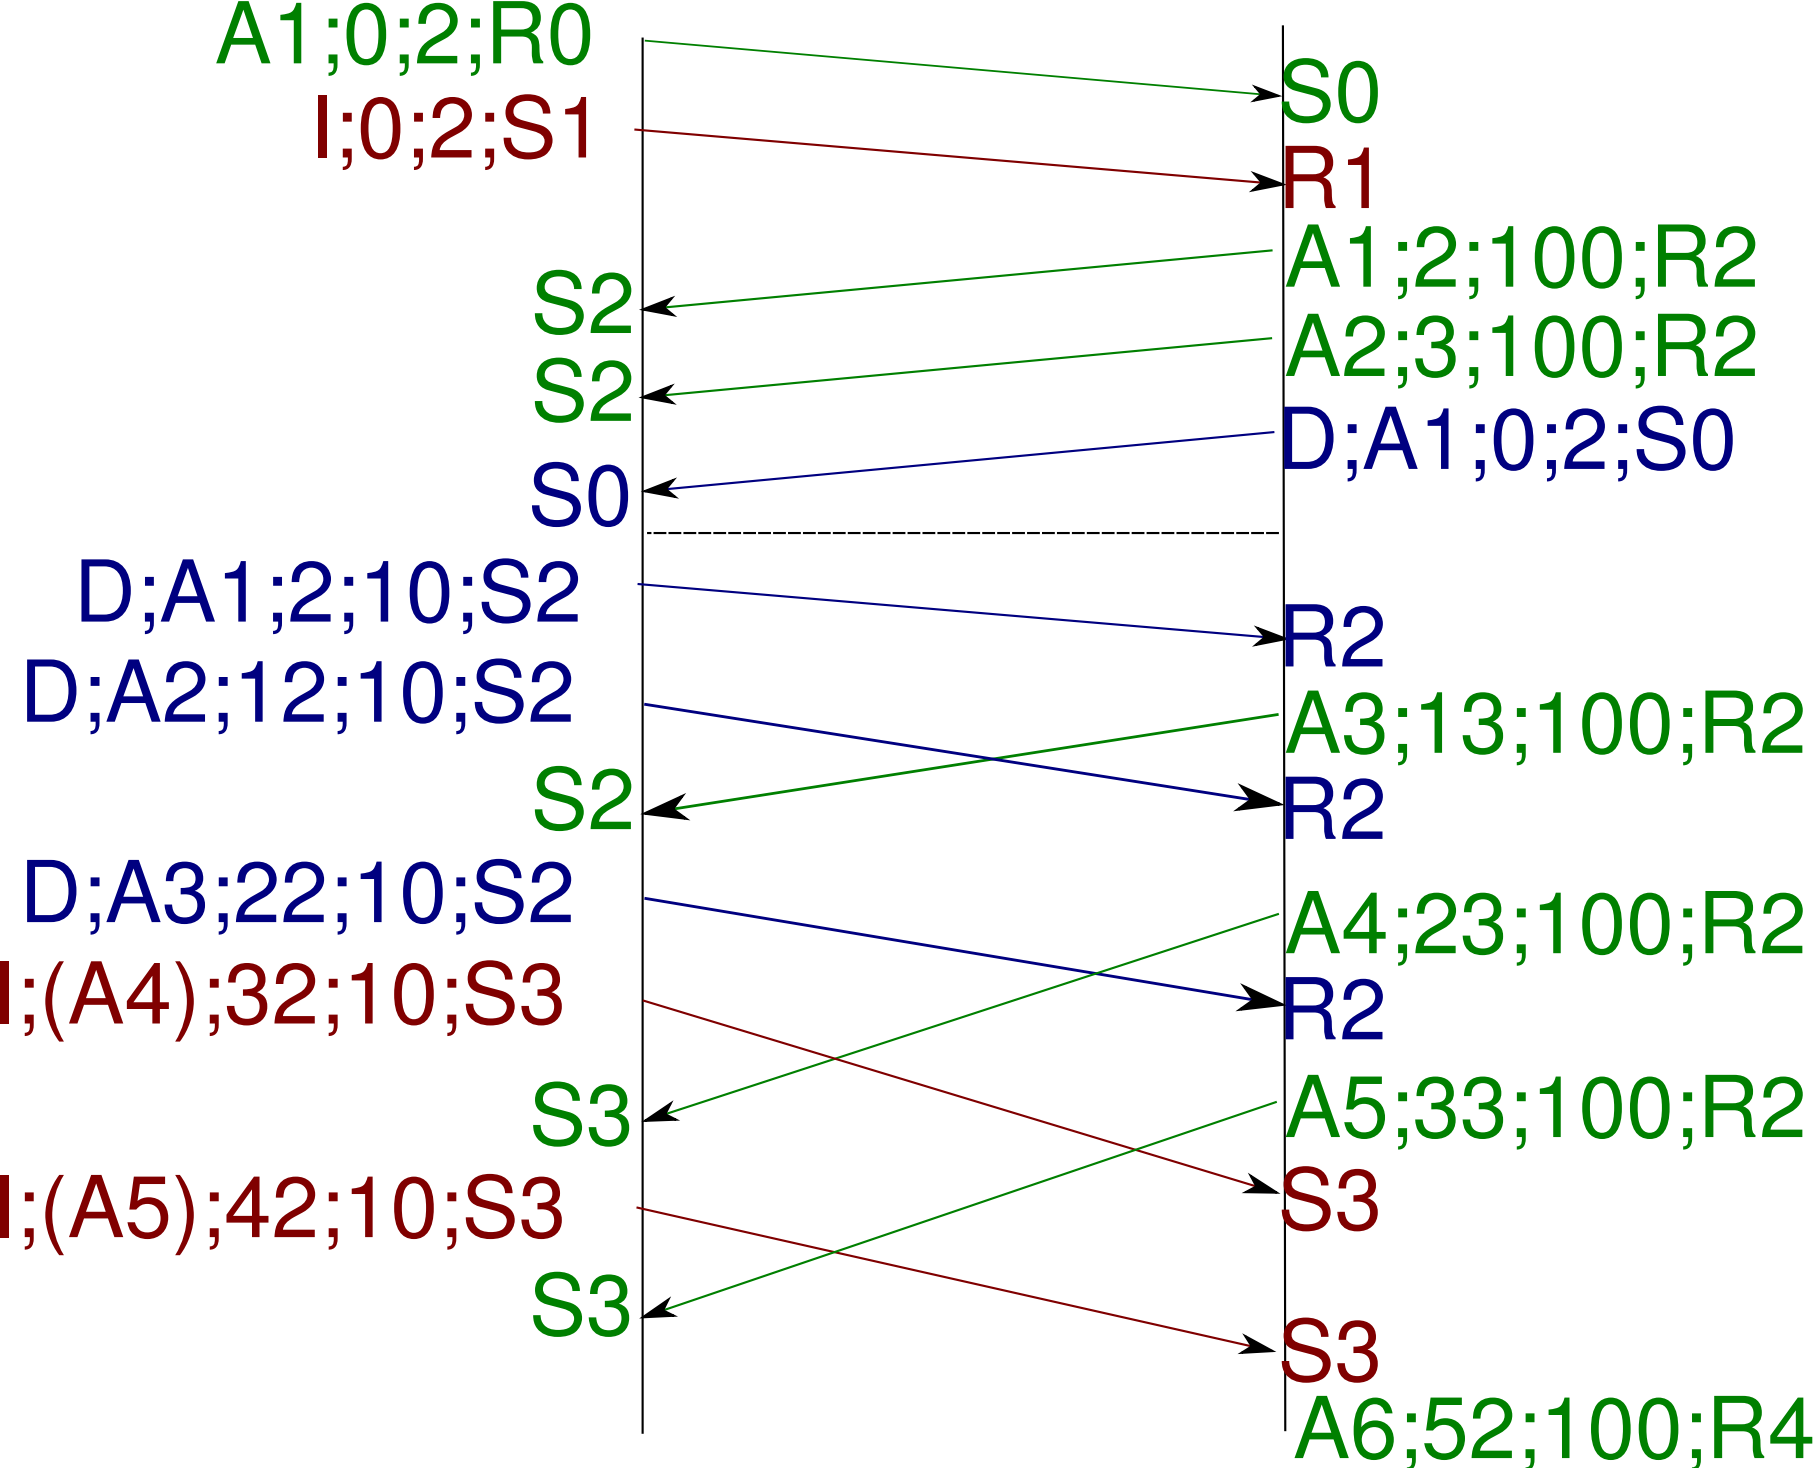 A1;0;2;R0
S0
I;0;2;S1
R1
A1;2;100;R2
S2
A2;3;100;R2
S2
D;A1;0;2;S0
S0
D;A1;2;10;S2
R2
D;A2;12;10;S2
A3;13;100;R2
S2
R2
D;A3;22;10;S2
A4;23;100;R2
I;(A4);32;10;S3
R2
S3
A5;33;100;R2
I;(A5);42;10;S3
S3
S3
S3
A6;52;100;R4